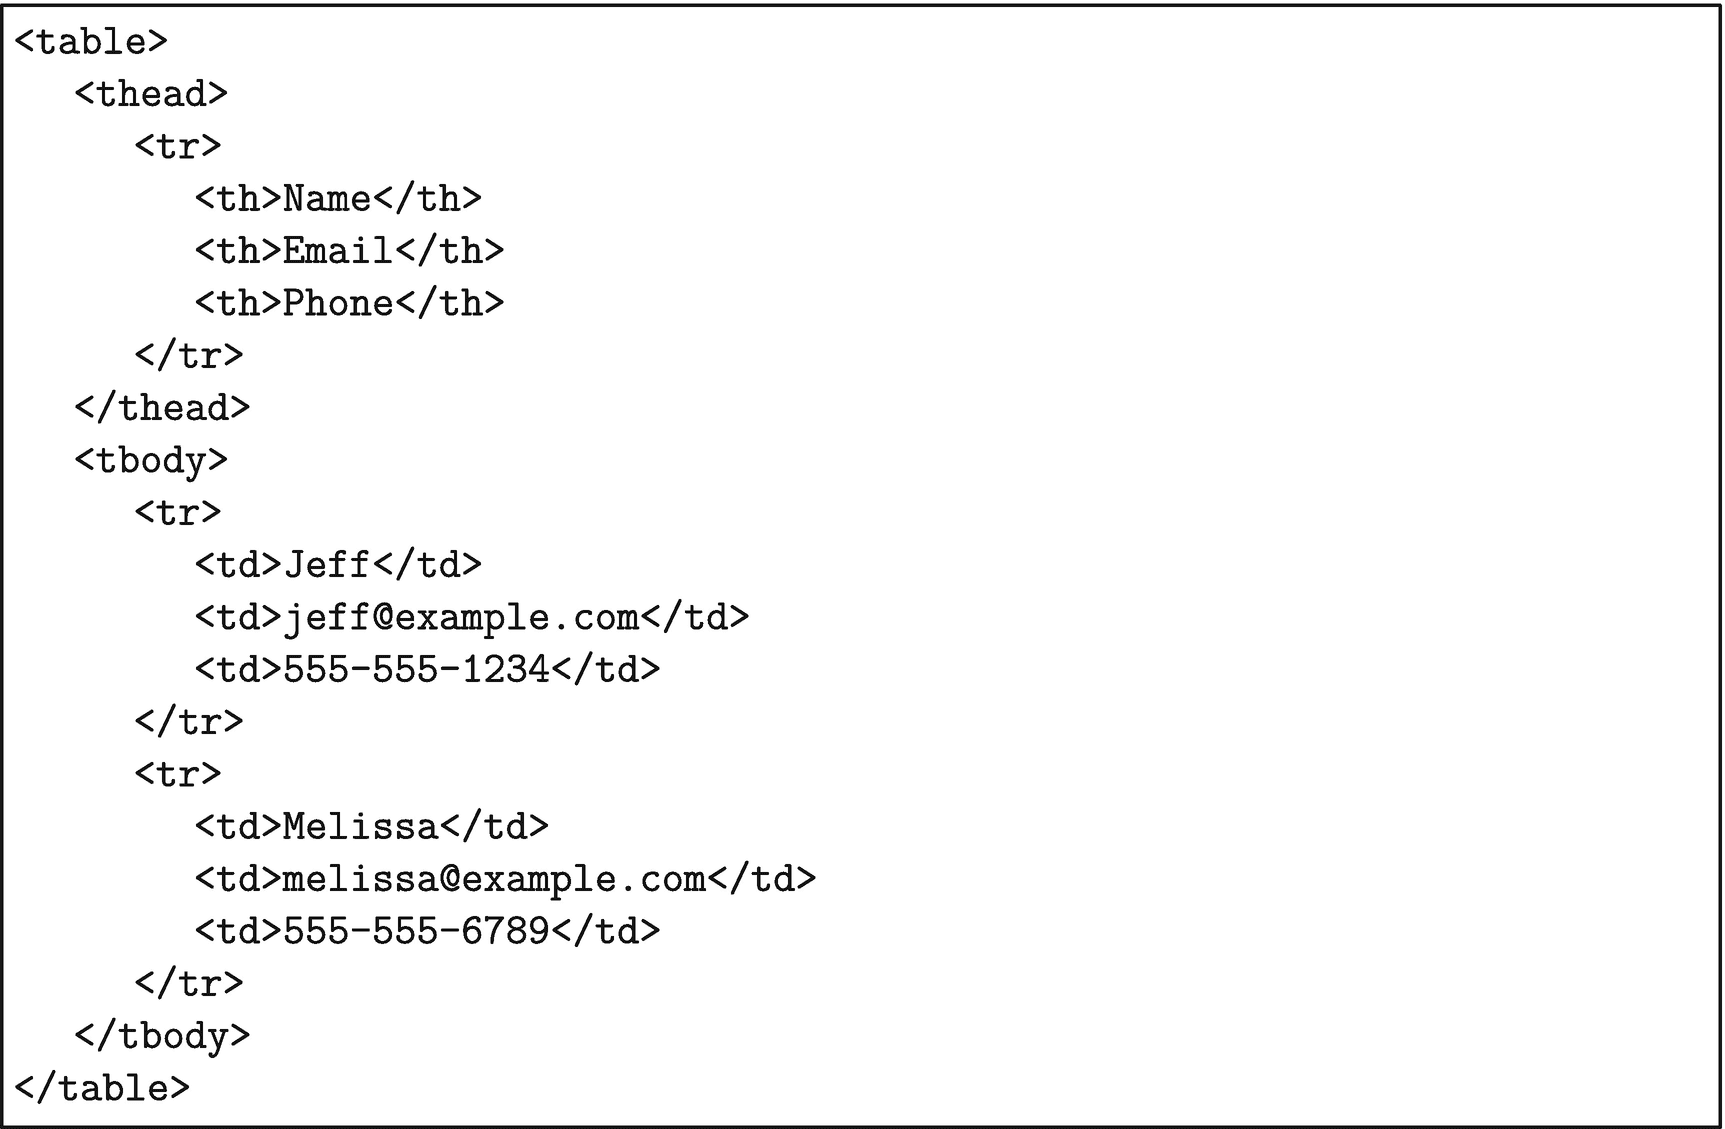 <table>
   <thead>
      <tr>
         <th>Name</th>
         <th>Email</th>
         <th>Phone</th>
      </tr>
   </thead>
   <tbody>
      <tr>
         <td>Jeff</td>
         <td>jeff@example.com</td>
         <td>555-555-1234</td>
      </tr>
      <tr>
         <td>Melissa</td>
         <td>melissa@example.com</td>
         <td>555-555-6789</td>
      </tr>
   </tbody>
</table>